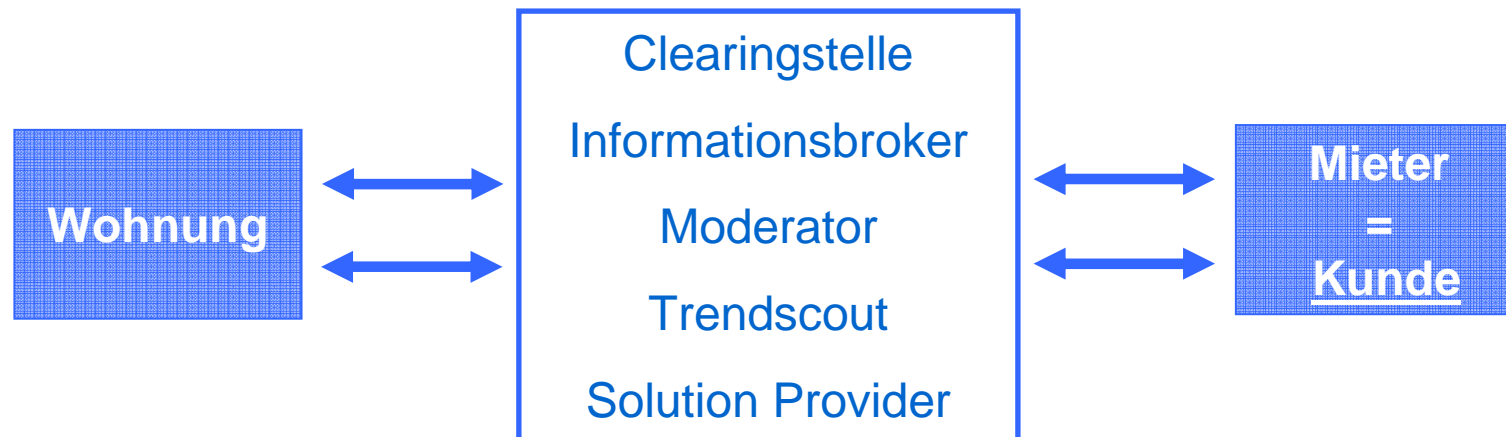 Wohnung
Clearingstelle
Informationsbroker
Moderator
Trendscout
Solution Provider
Mieter
=
Kunde